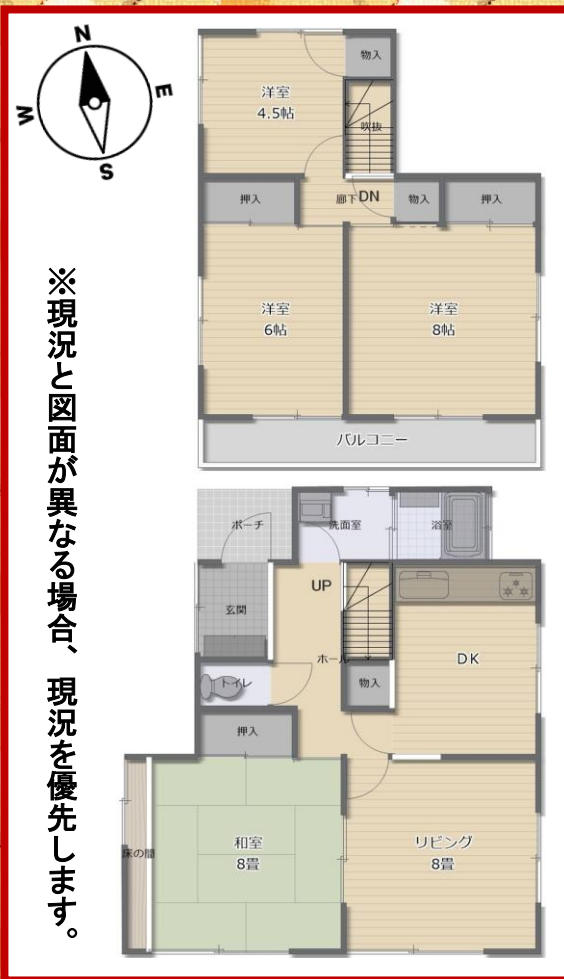 N
E
W
S
物入
洋室
4.5帖
吹抜
押入
廊下
DN
物入
押入
洋室
6帖
洋室
8帖
バルコニー
ポーチ
洗面室
浴室
玄関
UP
ホール
DK
トイレ
物入
押入
床の間
和室
8畳
リビング
8畳
※現況と図面が異なる場合、現況を優先します。